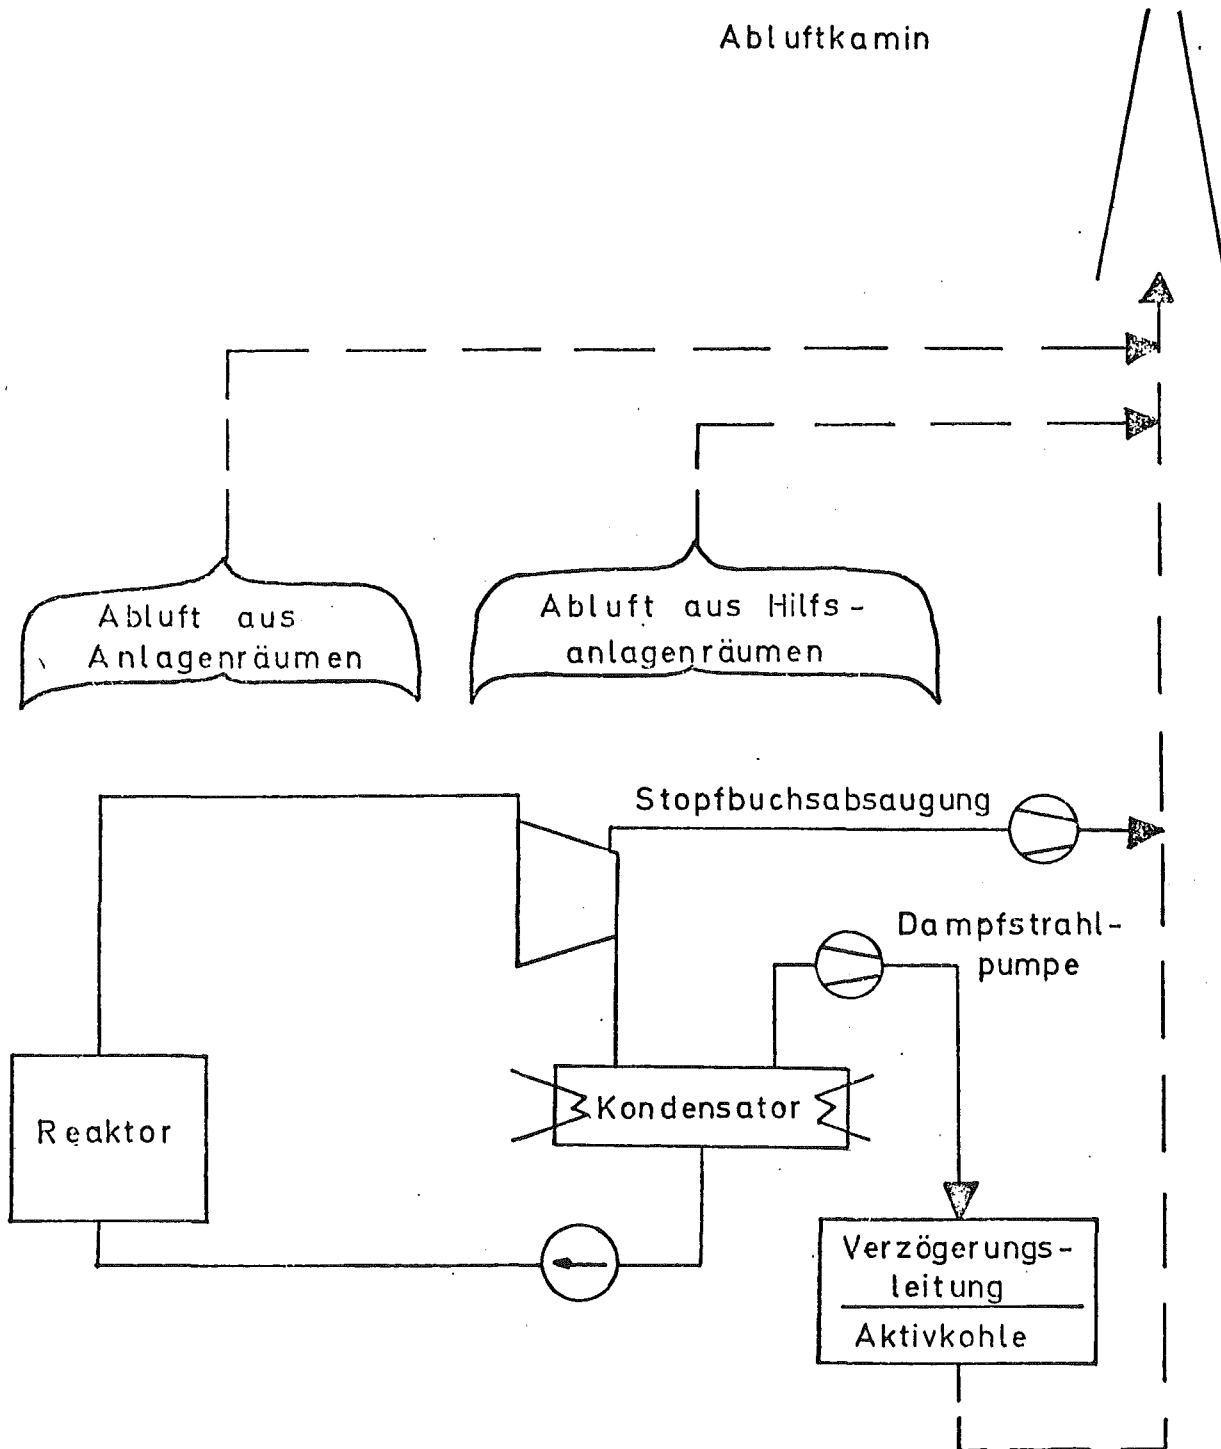 Abluftkamin
Abluft aus
Anlagenräumen
Abluft aus Hilfs-
anlagenräumen
Stopfbuchsabsaugung
Dampfstrahl-
pumpe
Reaktor
Kondensator
Verzögerungs-
leitung
Aktivkohle